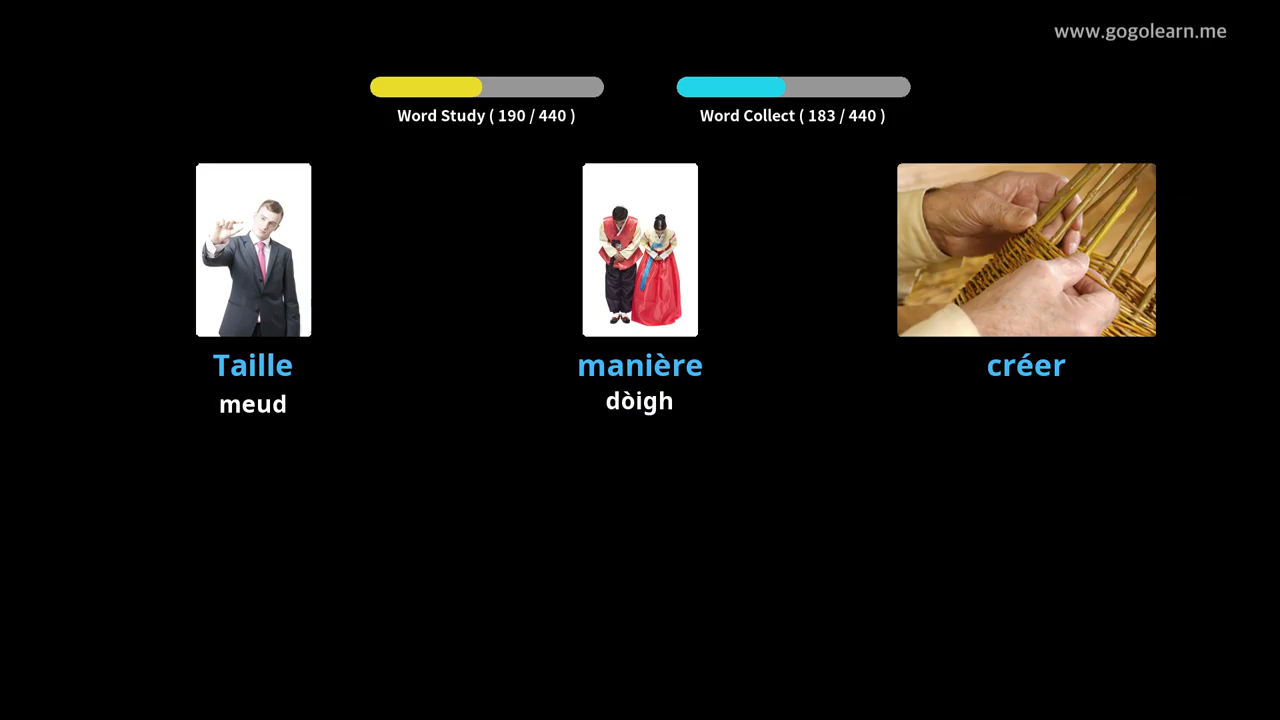 www.gogolearn.me
Word Study ( 190 / 440 )
Word Collect ( 183 / 440 )
Taille
manière
créer
meud
dòigh